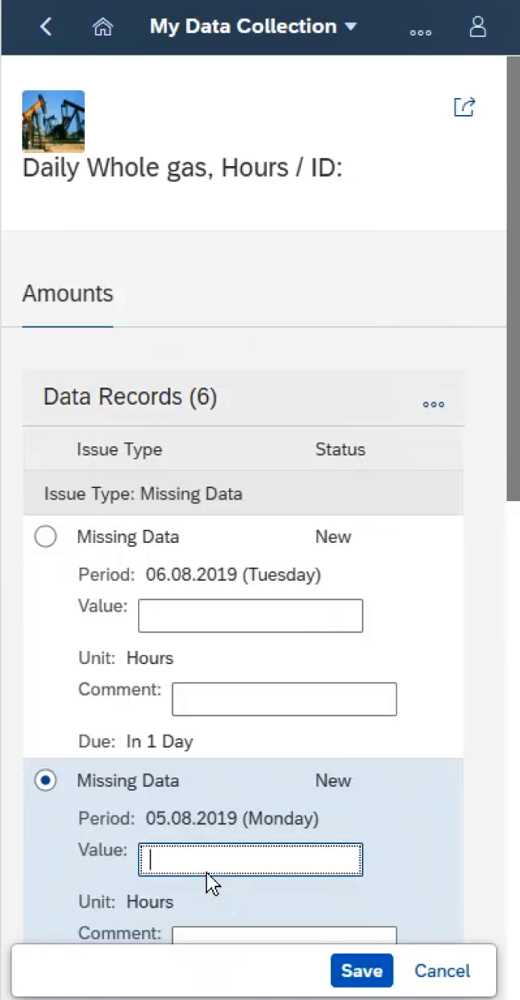 My Data Collection
Daily Whole gas, Hours / ID:
Amounts
Data Records (6)
Issue Type Status
Issue Type: Missing Data
Missing Data New
Period: 06.08.2019 (Tuesday)
Value:
Unit: Hours
Comment:
Due: In 1 Day
Missing Data New
Period: 05.08.2019 (Monday)
Value:
Unit: Hours
Comment:
Save Cancel